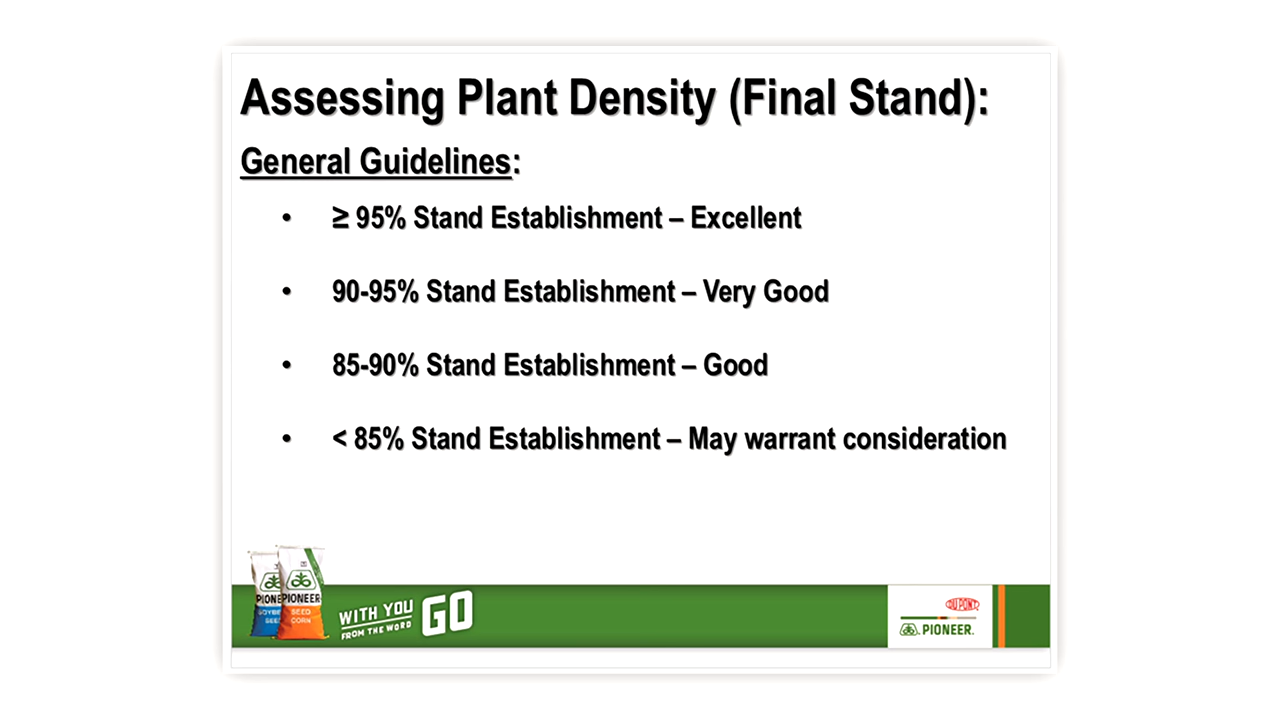 Assessing Plant Density (Final Stand):
General Guidelines:
• ≥ 95% Stand Establishment – Excellent
• 90-95% Stand Establishment – Very Good
• 85-90% Stand Establishment – Good
• < 85% Stand Establishment – May warrant consideration
PIONEER
SEED
CORN
WITH YOU
FROM THE WORD
GO
DUPONT
PIONEER.